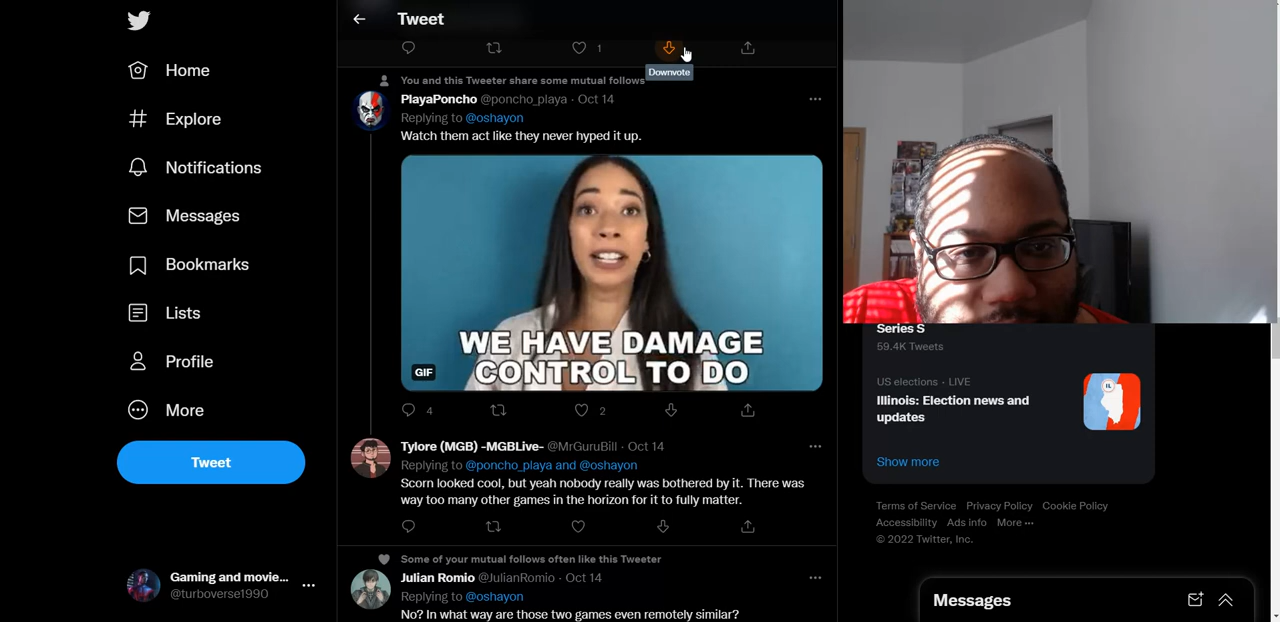 Tweet
Home
Explore
Notifications
Messages
Bookmarks
Lists
Profile
More
Tweet
Gaming and movie...
@turboverse1990
1
Downvote
You and this Tweeter share some mutual follows
PlayaPoncho @poncho_playa · Oct 14
Replying to @oshayon
Watch them act like they never hyped it up.
WE HAVE DAMAGE
CONTROL TO DO
GIF
4
2
Tylore (MGB) -MGBLive- @MrGuruBill · Oct 14
Replying to @poncho_playa and @oshayon
Scorn looked cool, but yeah nobody really was bothered by it. There was
way too many other games in the horizon for it to fully matter.
Some of your mutual follows often like this Tweeter
Julian Romio @JulianRomio · Oct 14
Replying to @oshayon
No? In what way are those two games even remotely similar?
Series S
59.4K Tweets
US elections · LIVE
Illinois: Election news and
updates
IL
Show more
Terms of Service Privacy Policy Cookie Policy
Accessibility Ads info More ···
© 2022 Twitter, Inc.
Messages